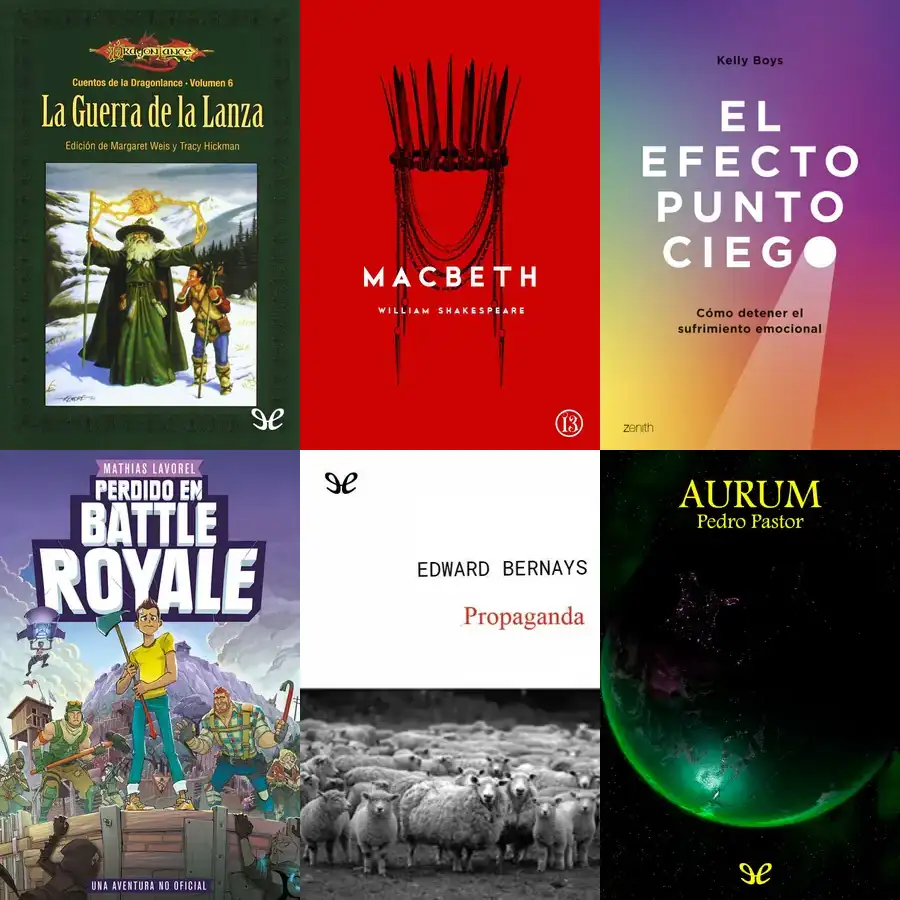 DRAGONLANCE
Cuentos de la Dragonlance · Volumen 6
La Guerra de la Lanza
Edición de Margaret Weis y Tracy Hickman
MACBETH
WILLIAM SHAKESPEARE
13
Kelly Boys
EL
EFECTO
PUNTO
CIEGO
Cómo detener el
sufrimiento emocional
zenith
MATHIAS LAVOREL
PERDIDO EN
BATTLE
ROYALE
UNA AVENTURA NO OFICIAL
EDWARD BERNAYS
Propaganda
AURUM
Pedro Pastor